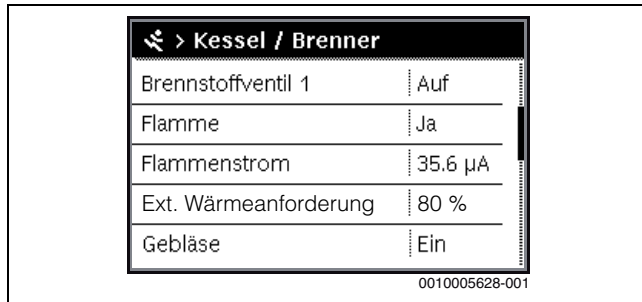 > Kessel / Brenner
Brennstoffventil 1 Auf
Flamme Ja
Flammenstrom 35.6 µA
Ext. Wärmeanforderung 80 %
Gebläse Ein
0010005628-001